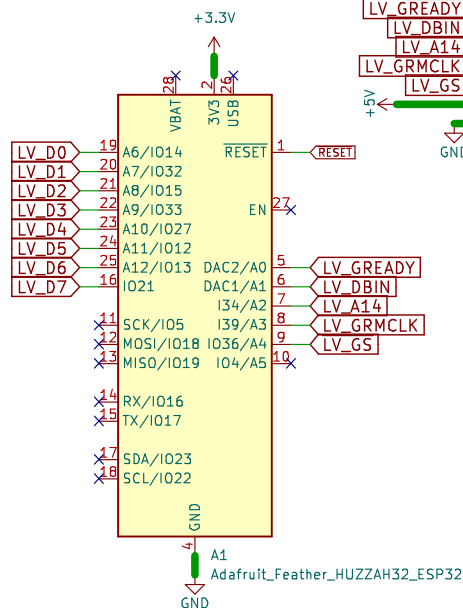 +3.3V
LV_GREADY
LV_DBIN
LV_A14
LV_GRMCLK
LV_GS
+5V
GND
28 2 26
VBAT 3V3 USB
LV_D0 19 A6/IO14 RESET 1 RESET
LV_D1 20 A7/IO32
LV_D2 21 A8/IO15
LV_D3 22 A9/IO33 EN 27
LV_D4 23 A10/IO27
LV_D5 24 A11/IO12
LV_D6 25 A12/IO13 DAC2/A0 5 LV_GREADY
LV_D7 16 IO21 DAC1/A1 6 LV_DBIN
I34/A2 7 LV_A14
11 SCK/IO5 I39/A3 8 LV_GRMCLK
12 MOSI/IO18 IO36/A4 9 LV_GS
13 MISO/IO19 IO4/A5 10
14 RX/IO16
15 TX/IO17
17 SDA/IO23
18 SCL/IO22
GND
4
A1
Adafruit_Feather_HUZZAH32_ESP32
GND